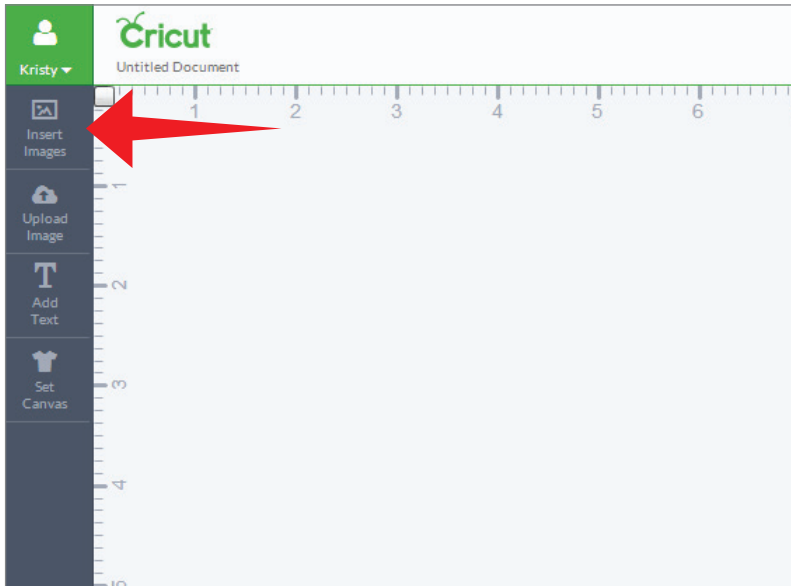 Cricut
Kristy
Untitled Document
1 2 3 4 5 6
Insert
Images
1
Upload
Image
2
Add
Text
3
Set
Canvas
4